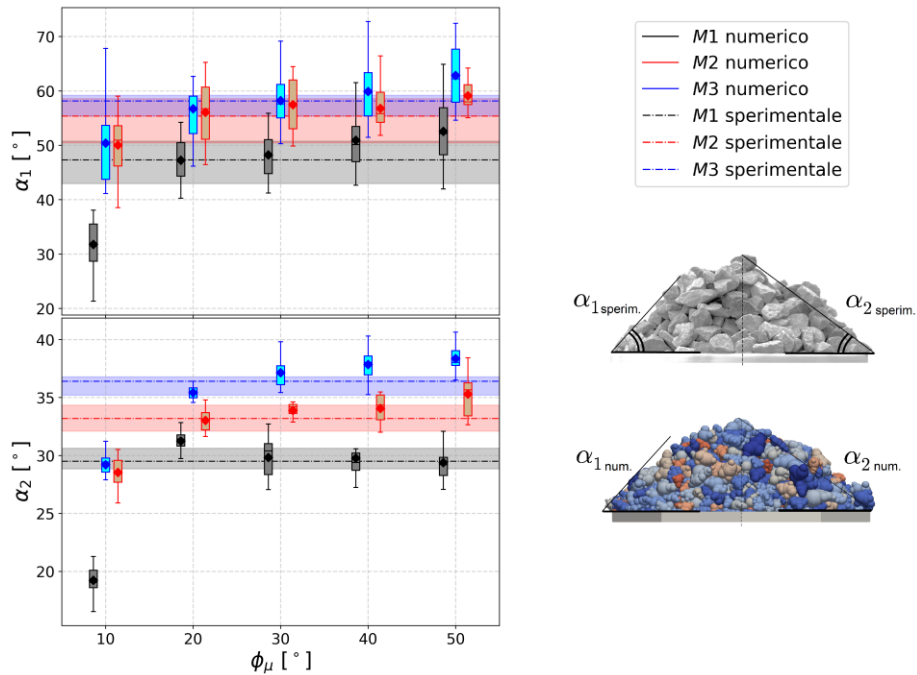 70
60
50
40
30
20
α₁ [°]
40
35
30
25
20
α₂ [°]
10 20 30 40 50
ϕμ [°]
M1 numerico
M2 numerico
M3 numerico
M1 sperimentale
M2 sperimentale
M3 sperimentale
α₁ sperim.
α₂ sperim.
α₁ num.
α₂ num.